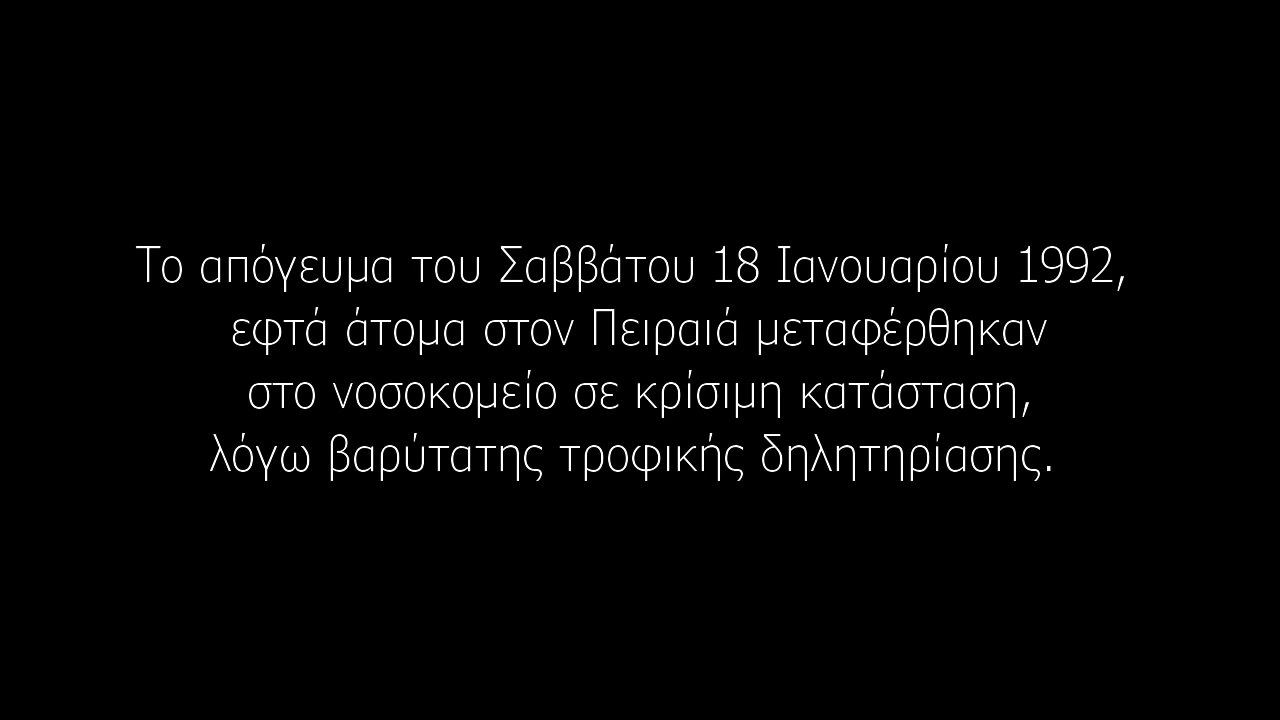 Το απόγευμα του Σαββάτου 18 Ιανουαρίου 1992,
εφτά άτομα στον Πειραιά μεταφέρθηκαν
στο νοσοκομείο σε κρίσιμη κατάσταση,
λόγω βαρύτατης τροφικής δηλητηρίασης.